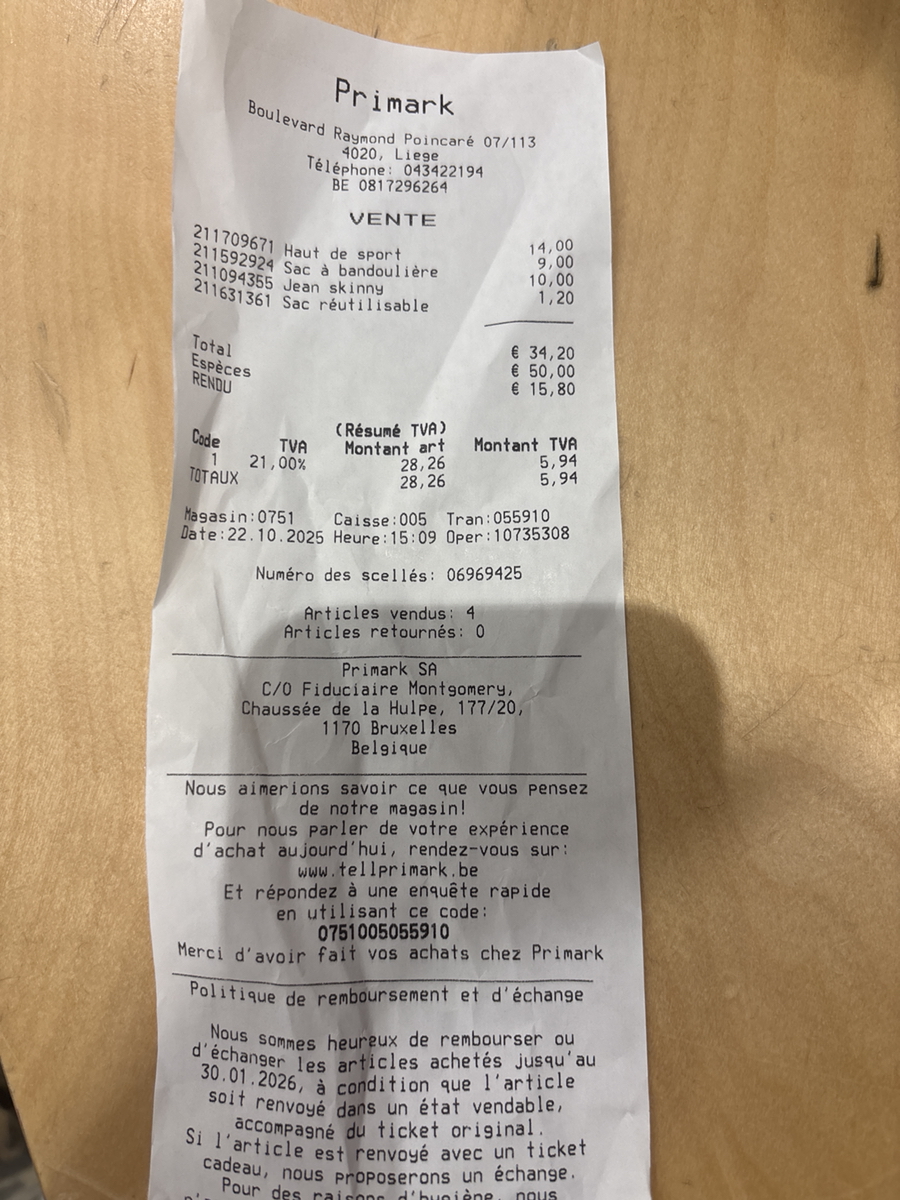 Primark
Boulevard Raymond Poincaré 07/113
4020, Liege
Téléphone: 043422194
BE 0817296264
VENTE
211709671 Haut de sport 14,00
211592924 Sac à bandoulière 9,00
211094355 Jean skinny 10,00
211631361 Sac réutilisable 1,20
Total € 34,20
Espèces € 50,00
RENDU € 15,80
(Résumé TVA)
Code TVA Montant art Montant TVA
1 21,00% 28,26 5,94
TOTAUX 28,26 5,94
Magasin:0751 Caisse:005 Tran:055910
Date:22.10.2025 Heure:15:09 Oper:10735308
Numéro des scellés: 06969425
Articles vendus: 4
Articles retournés: 0
Primark SA
C/O Fiduciaire Montgomery,
Chaussée de la Hulpe, 177/20,
1170 Bruxelles
Belgique
Nous aimerions savoir ce que vous pensez
de notre magasin!
Pour nous parler de votre expérience
d'achat aujourd'hui, rendez-vous sur:
www.tellprimark.be
Et répondez à une enquête rapide
en utilisant ce code:
0751005055910
Merci d'avoir fait vos achats chez Primark
Politique de remboursement et d'échange
Nous sommes heureux de rembourser ou
d'échanger les articles achetés jusqu'au
30.01.2026, à condition que l'article
soit renvoyé dans un état vendable,
accompagné du ticket original.
Si l'article est renvoyé avec un ticket
cadeau, nous proposerons un échange.
Pour des raisons d'hygiène, nous